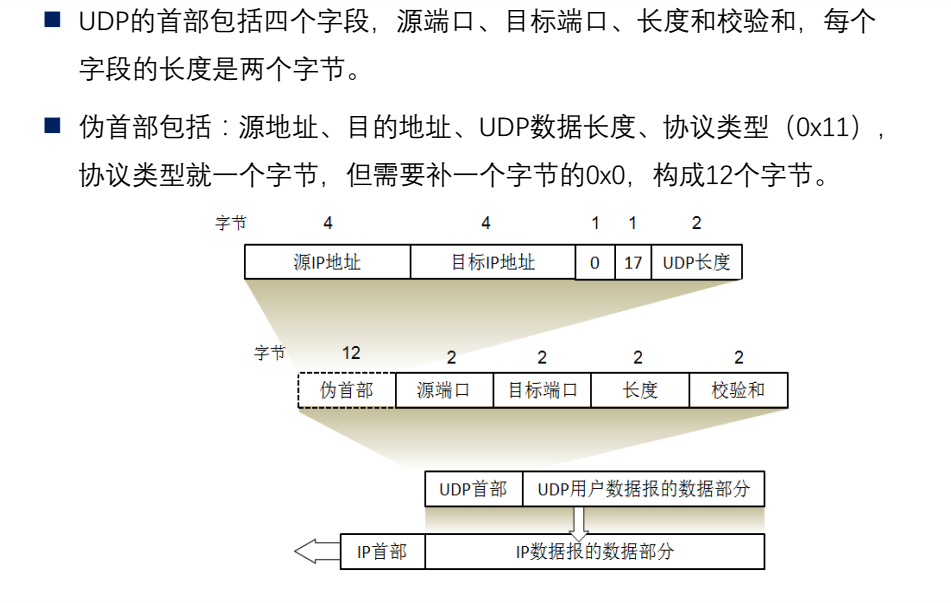 UDP的首部包括四个字段，源端口、目标端口、长度和校验和，每个
字段的长度是两个字节。
伪首部包括：源地址、目的地址、UDP数据长度、协议类型（0x11），
协议类型就一个字节，但需要补一个字节的0x0，构成12个字节。
字节 4 4 1 1 2
源IP地址 目标IP地址 0 17 UDP长度
字节 12 2 2 2 2
伪首部 源端口 目标端口 长度 校验和
UDP首部 UDP用户数据报的数据部分
IP首部 IP数据报的数据部分